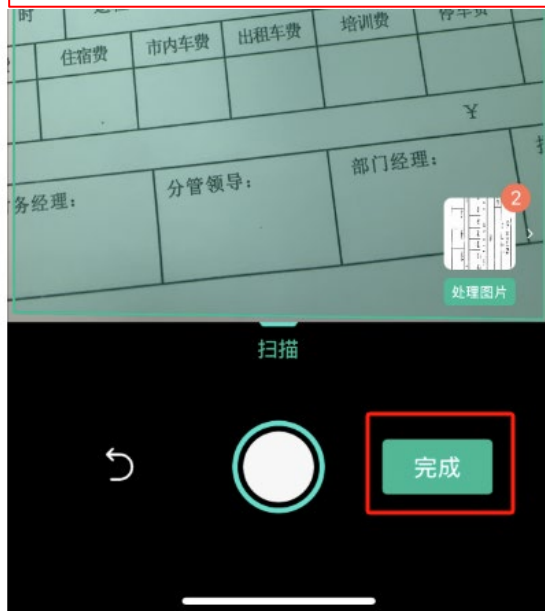 时
住宿费 市内车费 出租车费 培训费 停车费
¥
务经理： 分管领导： 部门经理：
2
处理图片
扫描
完成